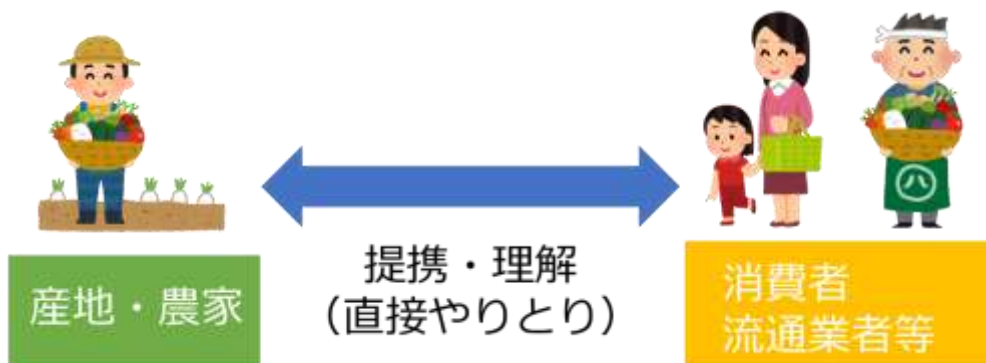 八
産地・農家
提携・理解
（直接やりとり）
消費者
流通業者等